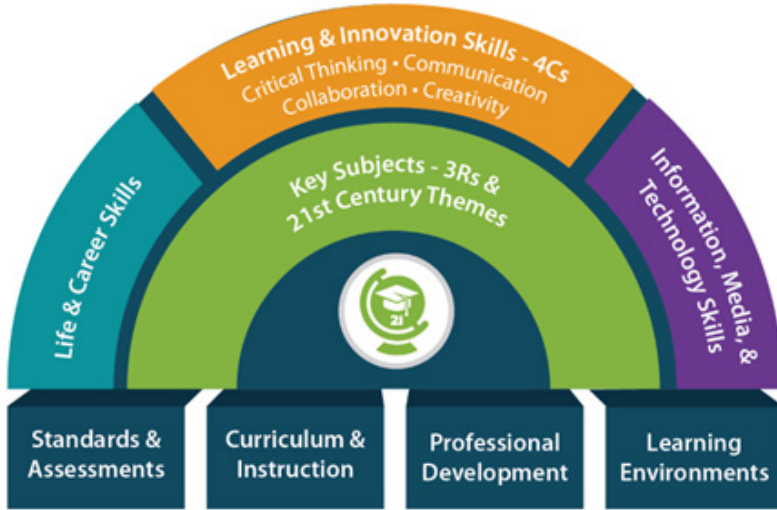 Learning & Innovation Skills - 4Cs
Critical Thinking • Communication
Collaboration • Creativity
Life & Career Skills
Key Subjects - 3Rs &
21st Century Themes
Information, Media, &
Technology Skills
21
Standards &
Assessments
Curriculum &
Instruction
Professional
Development
Learning
Environments